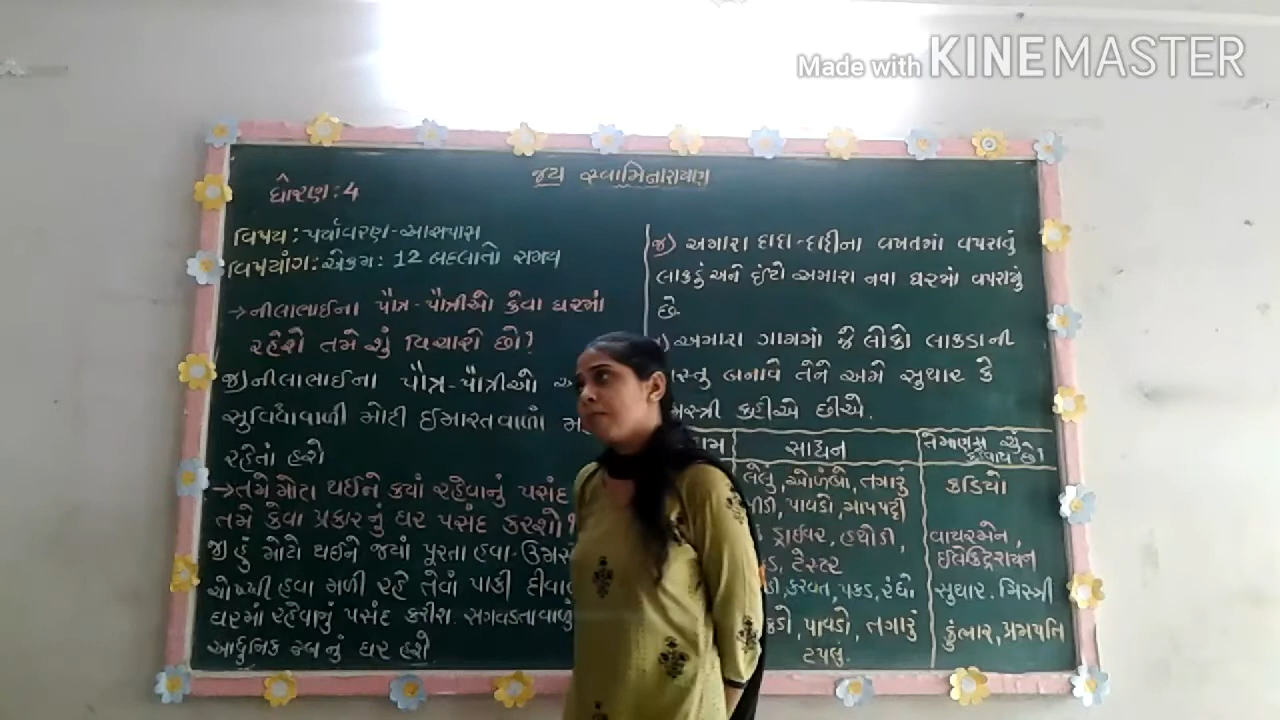 Made with KINEMASTER
જય સ્વામિનારાયણ
ધોરણ: 4
વિષય: પર્યાવરણ-આસપાસ
વિષયાંગ: એકમ: 12 બદલાતો સમય
→નીલાભાઈના પૌત્ર-પૌત્રીઓ કેવા ઘરમાં
રહેશે તમે શું વિચારો છો?
જ)નીલાભાઈના પૌત્ર-પૌત્રીઓ
સુવિધાવાળી મોટી ઈમારતવાળાં
રહેતાં હશે
→તમે મોટા થઈને ક્યાં રહેવાનું પસંદ
તમે કેવા પ્રકારનું ઘર પસંદ કરશો?
જ) હું મોટો થઈને જ્યાં પૂરતા હવા-ઉજાસ
ચોખ્ખી હવા મળી રહે તેવાં પાકી
ઘરમાં રહેવાનું પસંદ કરીશ. સગવડતાવાળું
આધુનિક ઢબનું ઘર હશે
જ) અમારા દાદા-દાદીના વખતમાં વપરાતું
લાકડું અને ઈંટો અમારા નવા ઘરમાં વપરાયું
છે.
અમારા ગામમાં જે લોકો લાકડાની
બનાવે તેને અમે સુથાર કે
કહીએ છીએ.
સાધન
કહેવાય છે?
લેલું, ઓળંબો, તગારું
પાવડો, માપપટ્ટી
કડિયો
ડ્રાઈવર, હથોડી,
ટેસ્ટર
વાયરમેન,
ઈલેક્ટ્રિશયન
કરવત, પકડ, રંધો
સુથાર. મિસ્ત્રી
પાવડો, તગારું
ટપલુ.
કુંભાર, પ્રજાપતિ